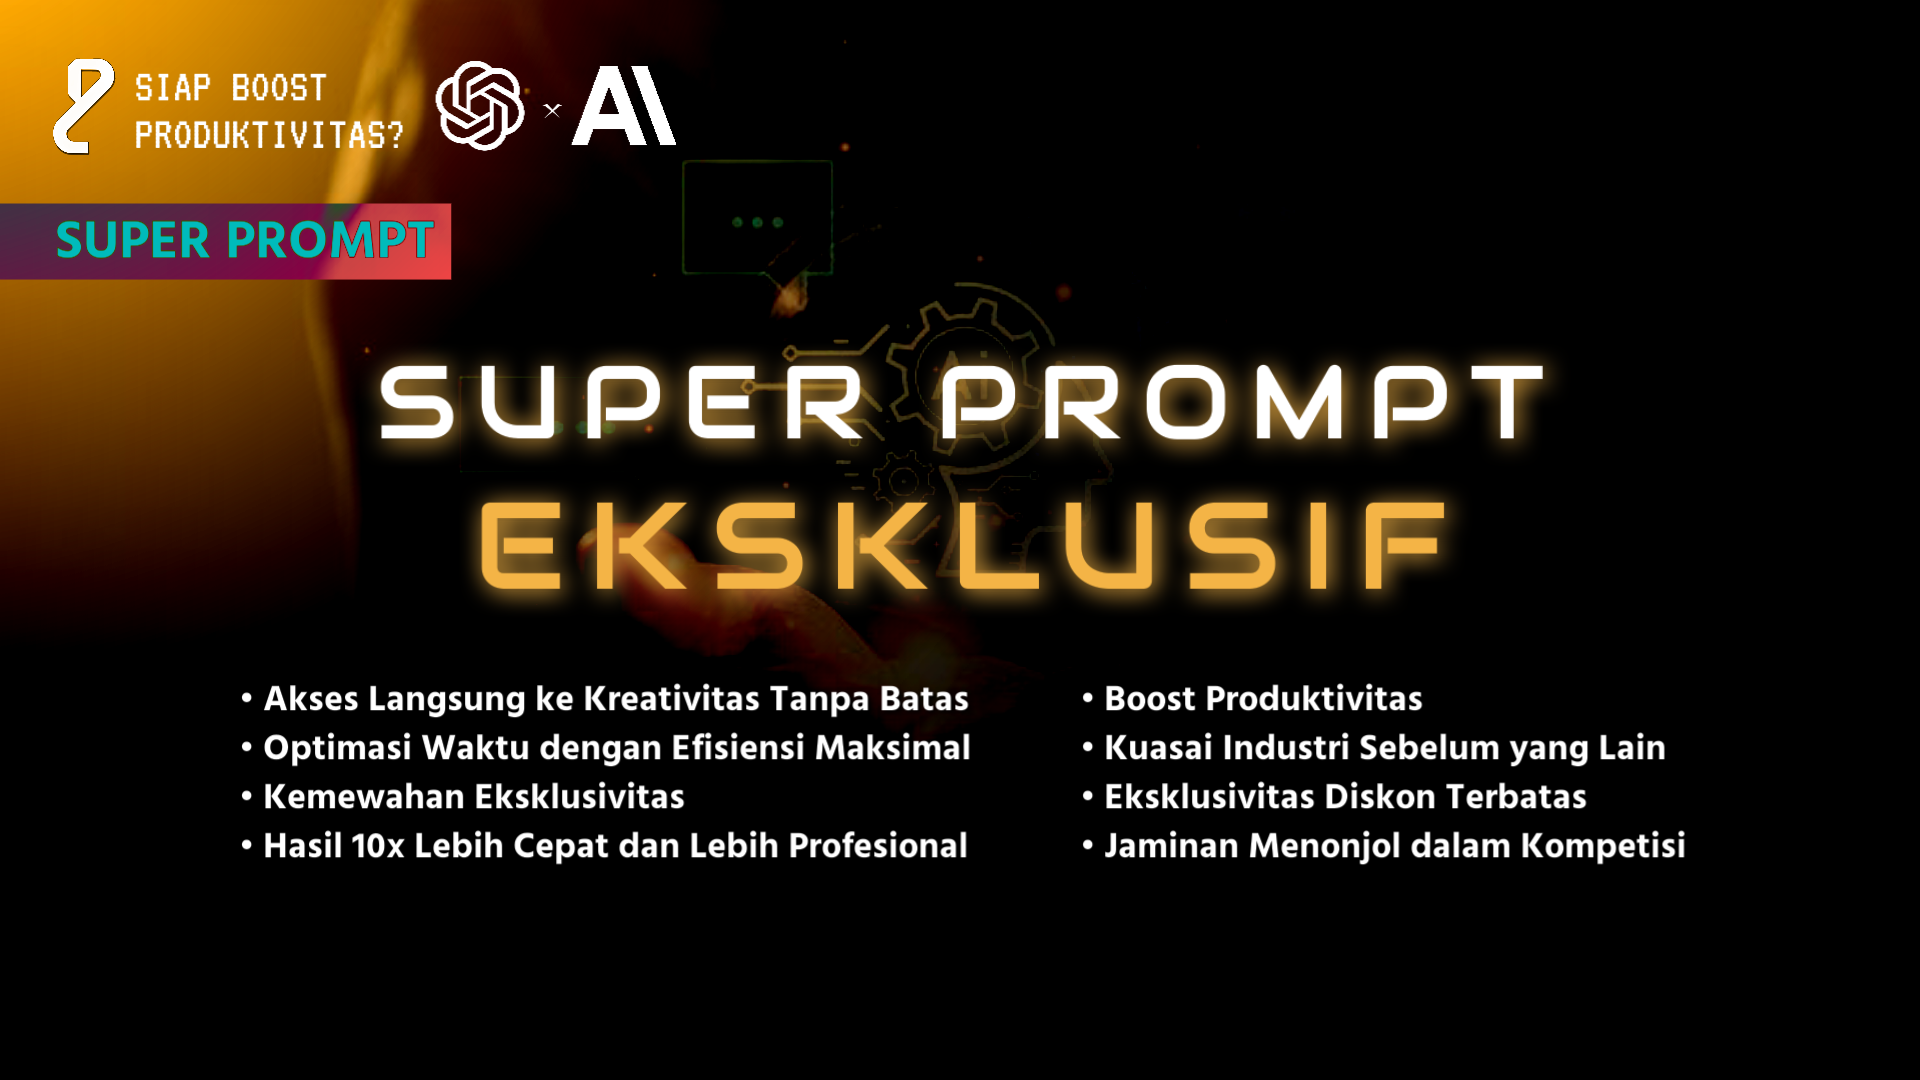 SIAP BOOST
PRODUKTIVITAS?
SUPER PROMPT
Ai
SUPER PROMPT
EKSKLUSIF
• Akses Langsung ke Kreativitas Tanpa Batas
• Optimasi Waktu dengan Efisiensi Maksimal
• Kemewahan Eksklusivitas
• Hasil 10x Lebih Cepat dan Lebih Profesional
• Boost Produktivitas
• Kuasai Industri Sebelum yang Lain
• Eksklusivitas Diskon Terbatas
• Jaminan Menonjol dalam Kompetisi